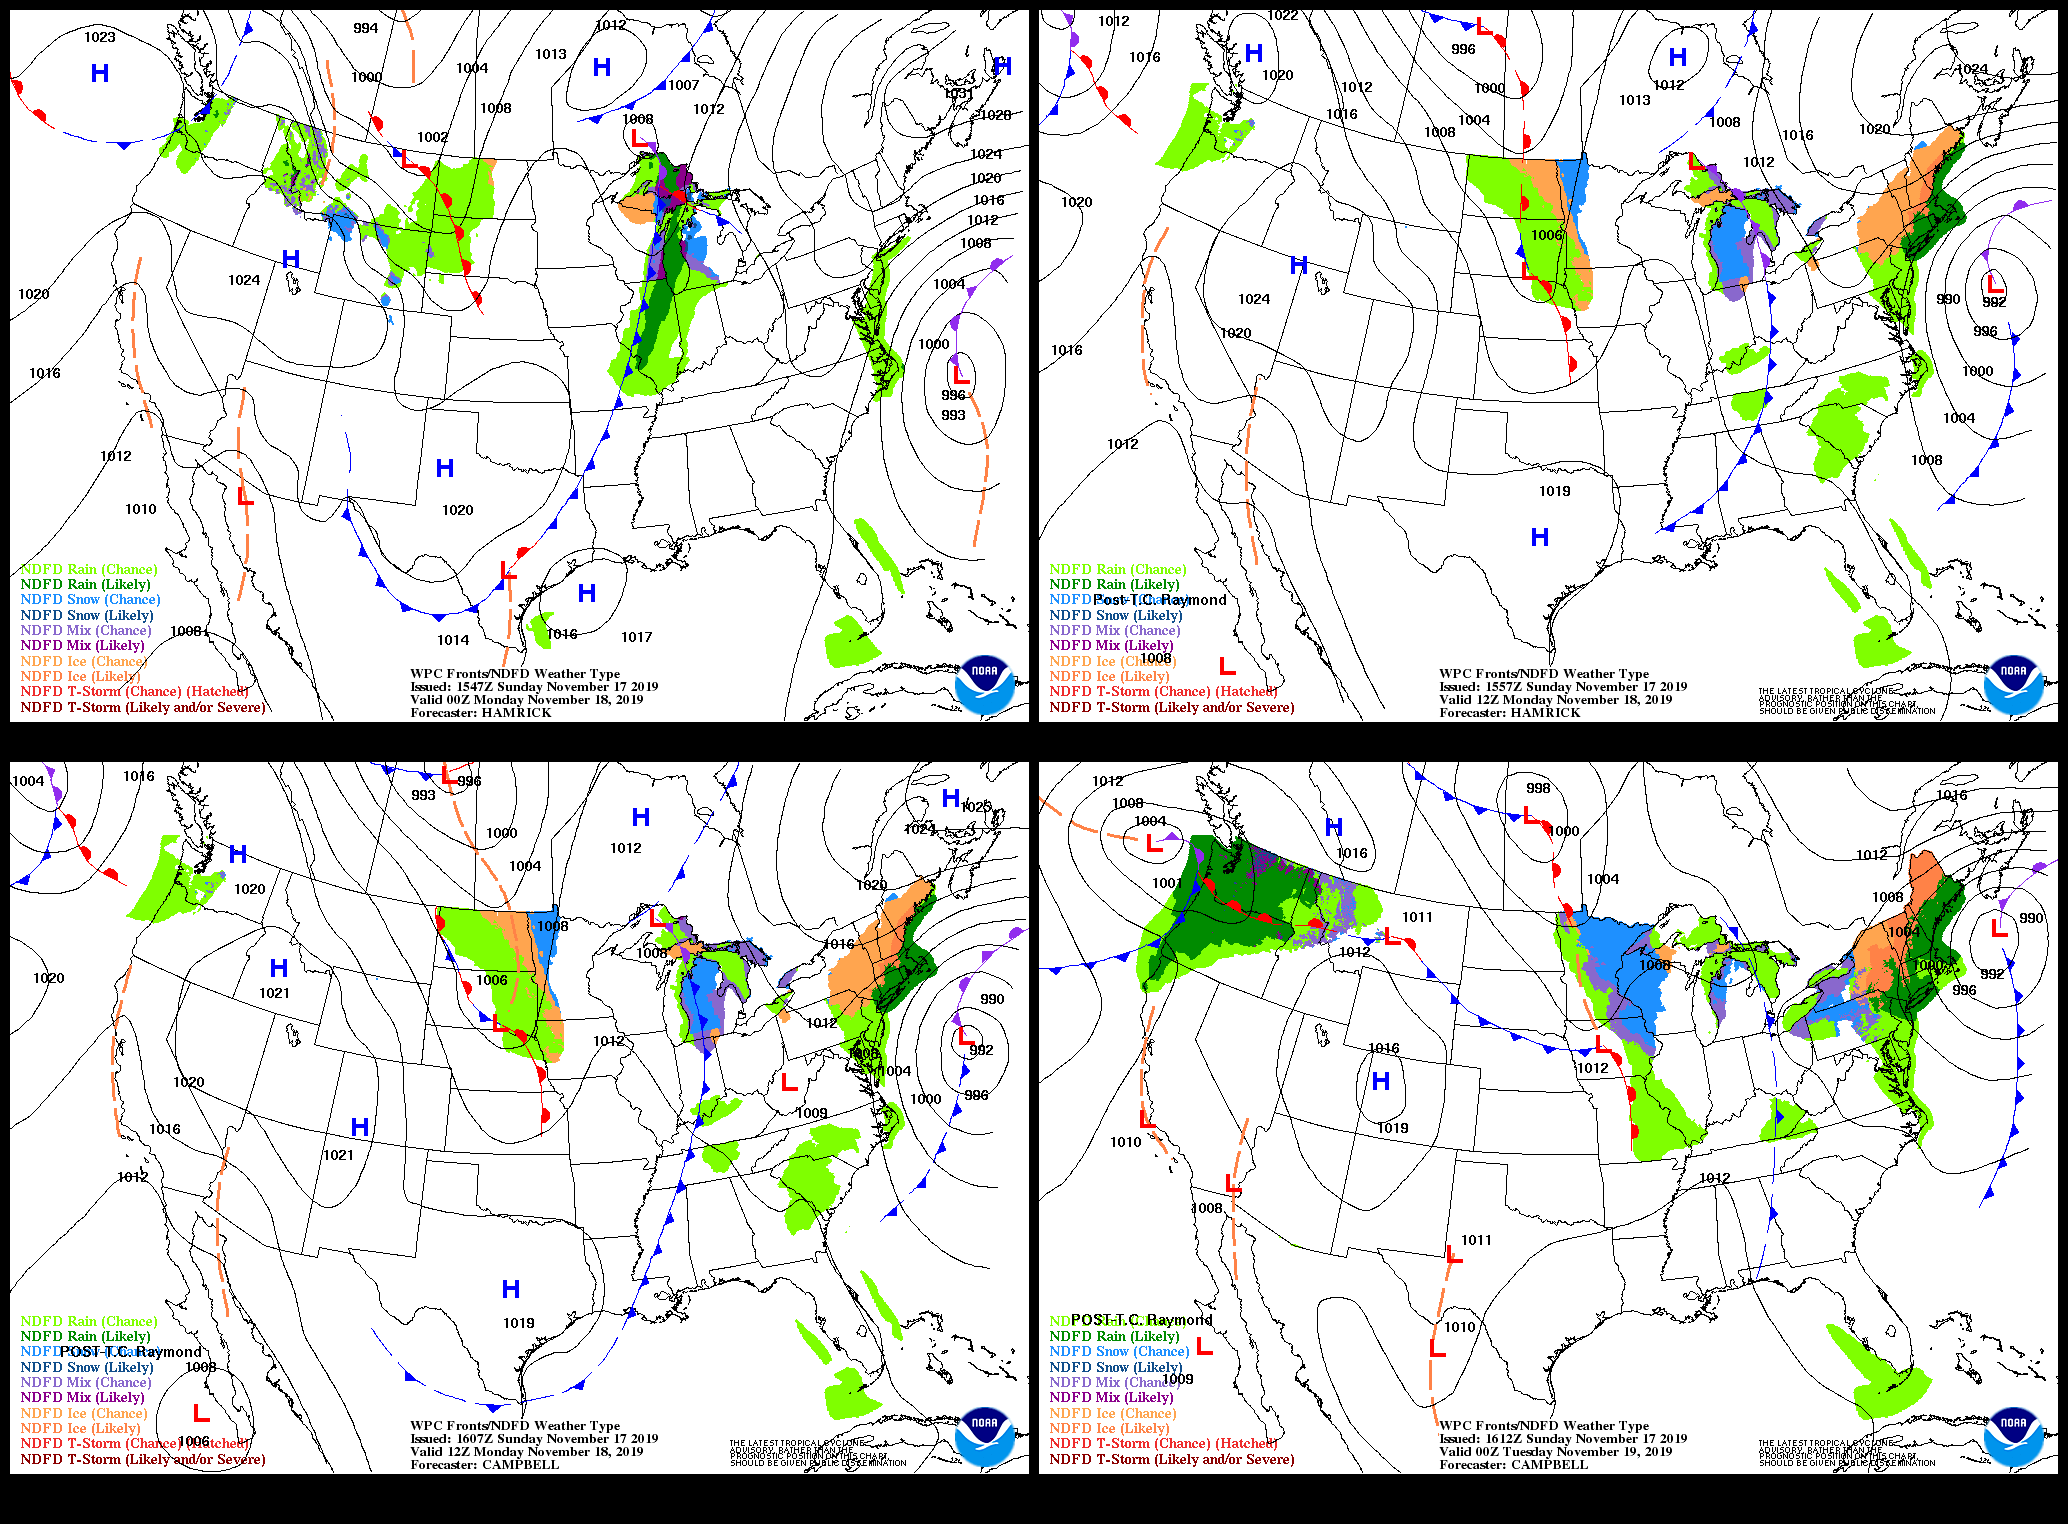 1023
994
1012
1013
1000
1004
1007
1031
1008
1012
1028
1008
1002
1024
1020
1016
1012
1008
1024
1004
1020
1000
1016
996
993
1012
1020
1010
1016
1017
1014
1008
NDFD Rain (Chance)
NDFD Rain (Likely)
NDFD Snow (Chance)
NDFD Snow (Likely)
NDFD Mix (Chance)
NDFD Mix (Likely)
NDFD Ice (Chance)
NDFD Ice (Likely)
NDFD T-Storm (Chance) (Hatched)
NDFD T-Storm (Likely and/or Severe)
WPC Fronts/NDFD Weather Type
Issued: 1547Z Sunday November 17 2019
Valid 00Z Monday November 18, 2019
Forecaster: HAMRICK
NOAA
H
H
H
L
L
H
L
H
L
L
H
1012
1022
1016
996
1020
1012
1000
1012
1013
1024
1016
1004
1008
1008
1016
1020
1012
1020
1006
1024
990
992
1020
996
1016
1000
1004
1012
1008
1019
1008
NDFD Rain (Chance)
NDFD Rain (Likely)
NDFD Snow (Chance)
Post-T.C. Raymond
NDFD Snow (Likely)
NDFD Mix (Chance)
NDFD Mix (Likely)
NDFD Ice (Chance)
NDFD Ice (Likely)
NDFD T-Storm (Chance) (Hatched)
NDFD T-Storm (Likely and/or Severe)
WPC Fronts/NDFD Weather Type
Issued: 1557Z Sunday November 17 2019
Valid 12Z Monday November 18, 2019
Forecaster: HAMRICK
THE LATEST TROPICAL CYCLONE
ADVISORY, RATHER THAN THE
PROGNOSTIC POSITION ON THIS CHART,
SHOULD BE GIVEN PUBLIC DISSEMINATION
NOAA
H
L
H
L
H
L
L
H
L
1004
1016
996
993
1025
1000
1024
1012
1004
1020
1020
1008
1016
1008
1020
1006
1021
990
1012
1012
992
1008
1004
1020
996
1000
1009
1016
1021
1012
1019
1008
1006
NDFD Rain (Chance)
NDFD Rain (Likely)
NDFD Snow (Chance)
POST-T.C. Raymond
NDFD Snow (Likely)
NDFD Mix (Chance)
NDFD Mix (Likely)
NDFD Ice (Chance)
NDFD Ice (Likely)
NDFD T-Storm (Chance) (Hatched)
NDFD T-Storm (Likely and/or Severe)
WPC Fronts/NDFD Weather Type
Issued: 1607Z Sunday November 17 2019
Valid 12Z Monday November 18, 2019
Forecaster: CAMPBELL
THE LATEST TROPICAL CYCLONE
ADVISORY, RATHER THAN THE
PROGNOSTIC POSITION ON THIS CHART,
SHOULD BE GIVEN PUBLIC DISSEMINATION
NOAA
L
H
H
H
L
H
L
L
L
H
H
L
1012
998
1016
1008
1004
1000
1016
1012
1001
1004
1008
1011
990
1004
1012
1008
1000
992
996
1016
1012
1019
1010
1012
1008
1011
1010
1009
NDFD Rain (Chance)
POST-T.C. Raymond
NDFD Rain (Likely)
NDFD Snow (Chance)
NDFD Snow (Likely)
NDFD Mix (Chance)
NDFD Mix (Likely)
NDFD Ice (Chance)
NDFD Ice (Likely)
NDFD T-Storm (Chance) (Hatched)
NDFD T-Storm (Likely and/or Severe)
WPC Fronts/NDFD Weather Type
Issued: 1612Z Sunday November 17 2019
Valid 00Z Tuesday November 19, 2019
Forecaster: CAMPBELL
THE LATEST TROPICAL CYCLONE
ADVISORY, RATHER THAN THE
PROGNOSTIC POSITION ON THIS CHART,
SHOULD BE GIVEN PUBLIC DISSEMINATION
NOAA
L
H
L
L
L
L
H
L
L
L
L
L